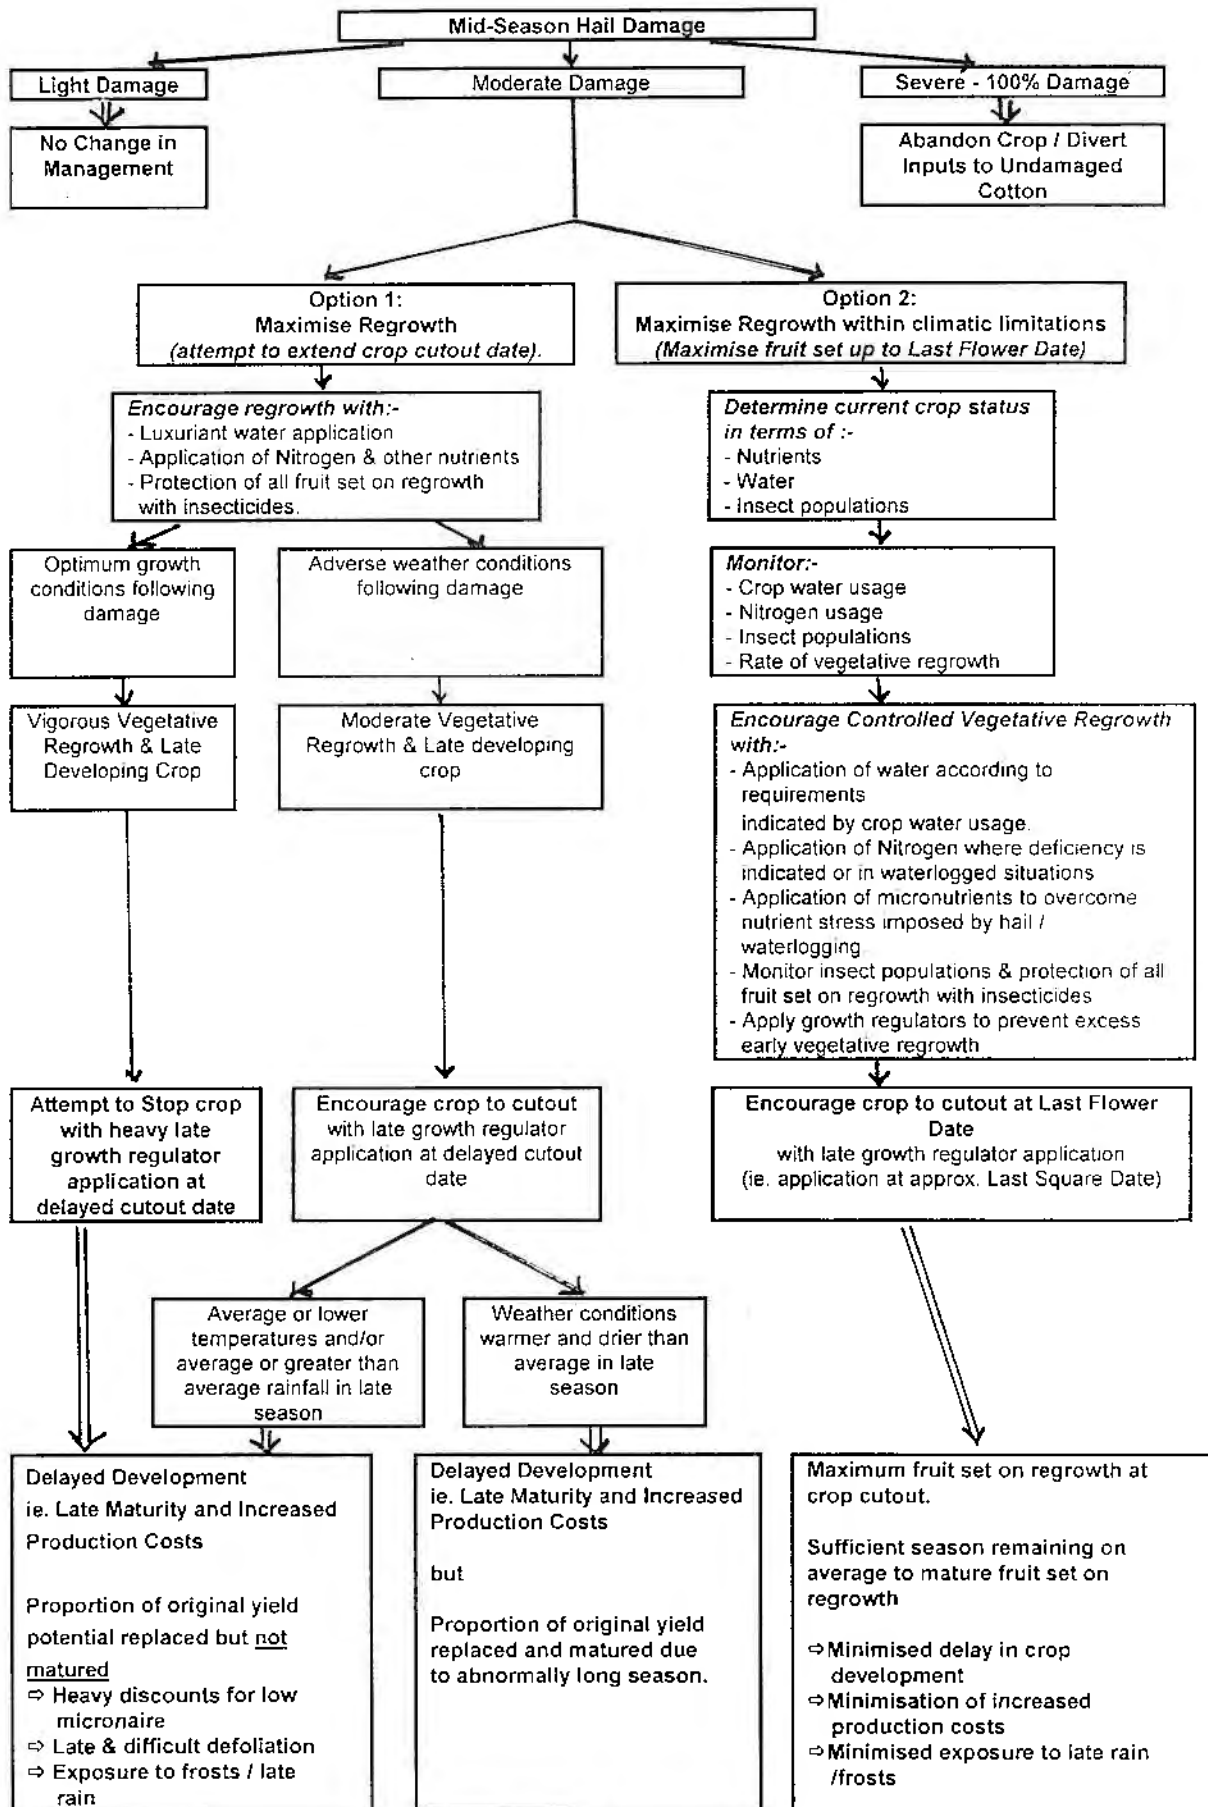 Mid-Season Hail Damage
Light Damage
Moderate Damage
Severe - 100% Damage
No Change in
Management
Abandon Crop / Divert
Inputs to Undamaged
Cotton
Option 1:
Maximise Regrowth
(attempt to extend crop cutout date).
Option 2:
Maximise Regrowth within climatic limitations
(Maximise fruit set up to Last Flower Date)
Encourage regrowth with:-
- Luxuriant water application
- Application of Nitrogen & other nutrients
- Protection of all fruit set on regrowth
with insecticides.
Determine current crop status
in terms of :-
- Nutrients
- Water
- Insect populations
Optimum growth
conditions following
damage
Adverse weather conditions
following damage
Monitor:-
- Crop water usage
- Nitrogen usage
- Insect populations
- Rate of vegetative regrowth
Vigorous Vegetative
Regrowth & Late
Developing Crop
Moderate Vegetative
Regrowth & Late developing
crop
Encourage Controlled Vegetative Regrowth
with:-
- Application of water according to
requirements
indicated by crop water usage.
- Application of Nitrogen where deficiency is
indicated or in waterlogged situations
- Application of micronutrients to overcome
nutrient stress imposed by hail /
waterlogging
- Monitor insect populations & protection of all
fruit set on regrowth with insecticides
- Apply growth regulators to prevent excess
early vegetative regrowth
Attempt to Stop crop
with heavy late
growth regulator
application at
delayed cutout date
Encourage crop to cutout
with late growth regulator
application at delayed cutout
date
Encourage crop to cutout at Last Flower
Date
with late growth regulator application
(ie. application at approx. Last Square Date)
Average or lower
temperatures and/or
average or greater than
average rainfall in late
season
Weather conditions
warmer and drier than
average in late
season
Delayed Development
ie. Late Maturity and Increased
Production Costs
Proportion of original yield
potential replaced but not
matured
⇨ Heavy discounts for low
micronaire
⇨ Late & difficult defoliation
⇨ Exposure to frosts / late
rain
Delayed Development
ie. Late Maturity and Increased
Production Costs
but
Proportion of original yield
replaced and matured due
to abnormally long season.
Maximum fruit set on regrowth at
crop cutout.
Sufficient season remaining on
average to mature fruit set on
regrowth
⇨Minimised delay in crop
development
⇨Minimisation of increased
production costs
⇨Minimised exposure to late rain
/frosts